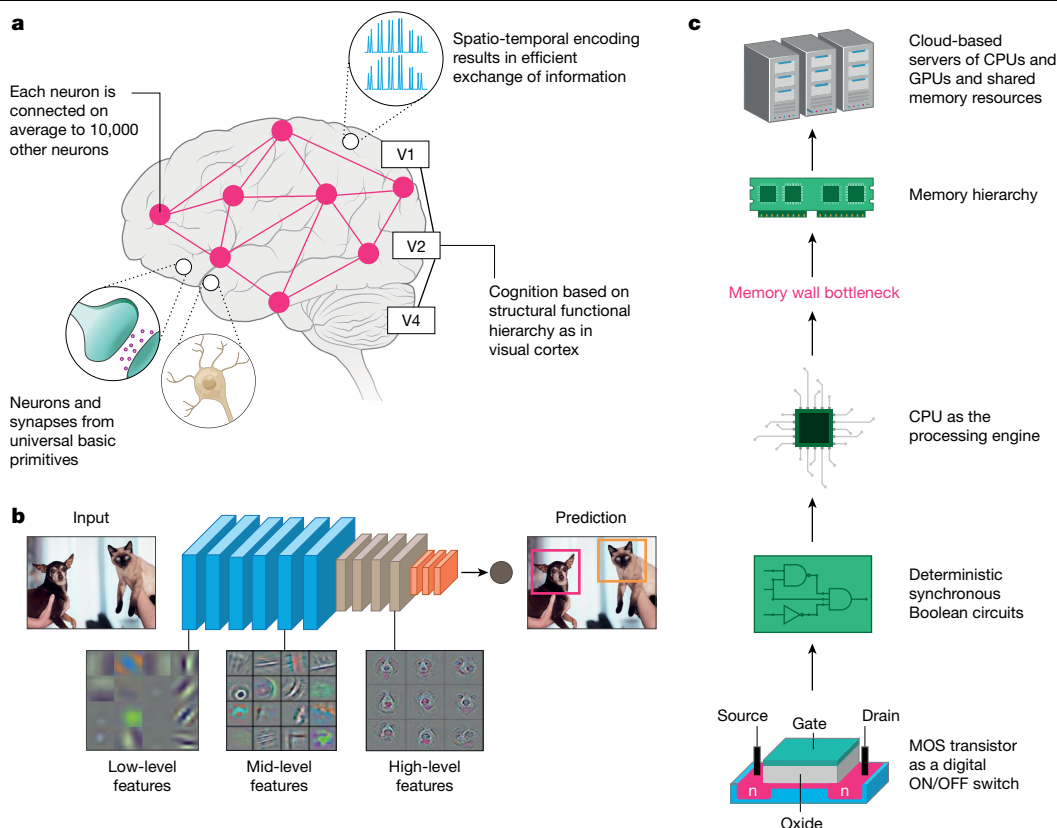 a
Spatio-temporal encoding
results in efficient
exchange of information
Each neuron is
connected on
average to 10,000
other neurons
V1
V2
V4
Cognition based on
structural functional
hierarchy as in
visual cortex
Neurons and
synapses from
universal basic
primitives
b
Input
Prediction
Low-level
features
Mid-level
features
High-level
features
c
Cloud-based
servers of CPUs and
GPUs and shared
memory resources
Memory hierarchy
Memory wall bottleneck
CPU as the
processing engine
Deterministic
synchronous
Boolean circuits
Source
Gate
Drain
MOS transistor
as a digital
ON/OFF switch
n
n
Oxide